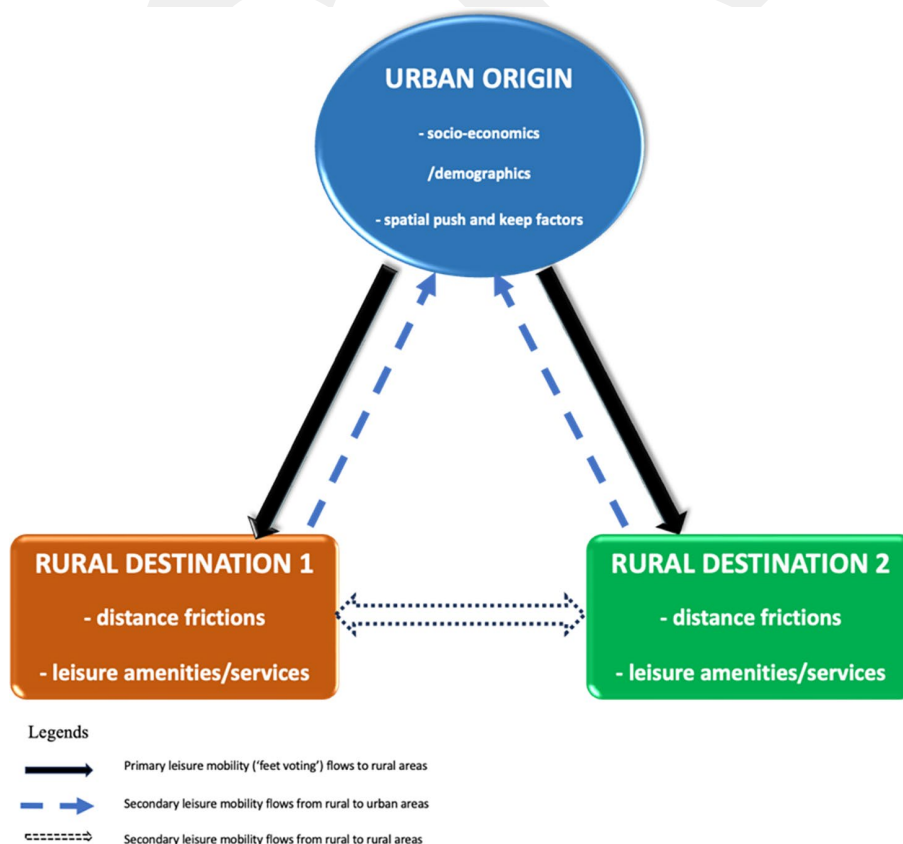 URBAN ORIGIN
- socio-economics
/demographics
- spatial push and keep factors
RURAL DESTINATION 1
- distance frictions
- leisure amenities/services
RURAL DESTINATION 2
- distance frictions
- leisure amenities/services
Legends
Primary leisure mobility (‘feet voting’) flows to rural areas
Secondary leisure mobility flows from rural to urban areas
Secondary leisure mobility flows from rural to rural areas